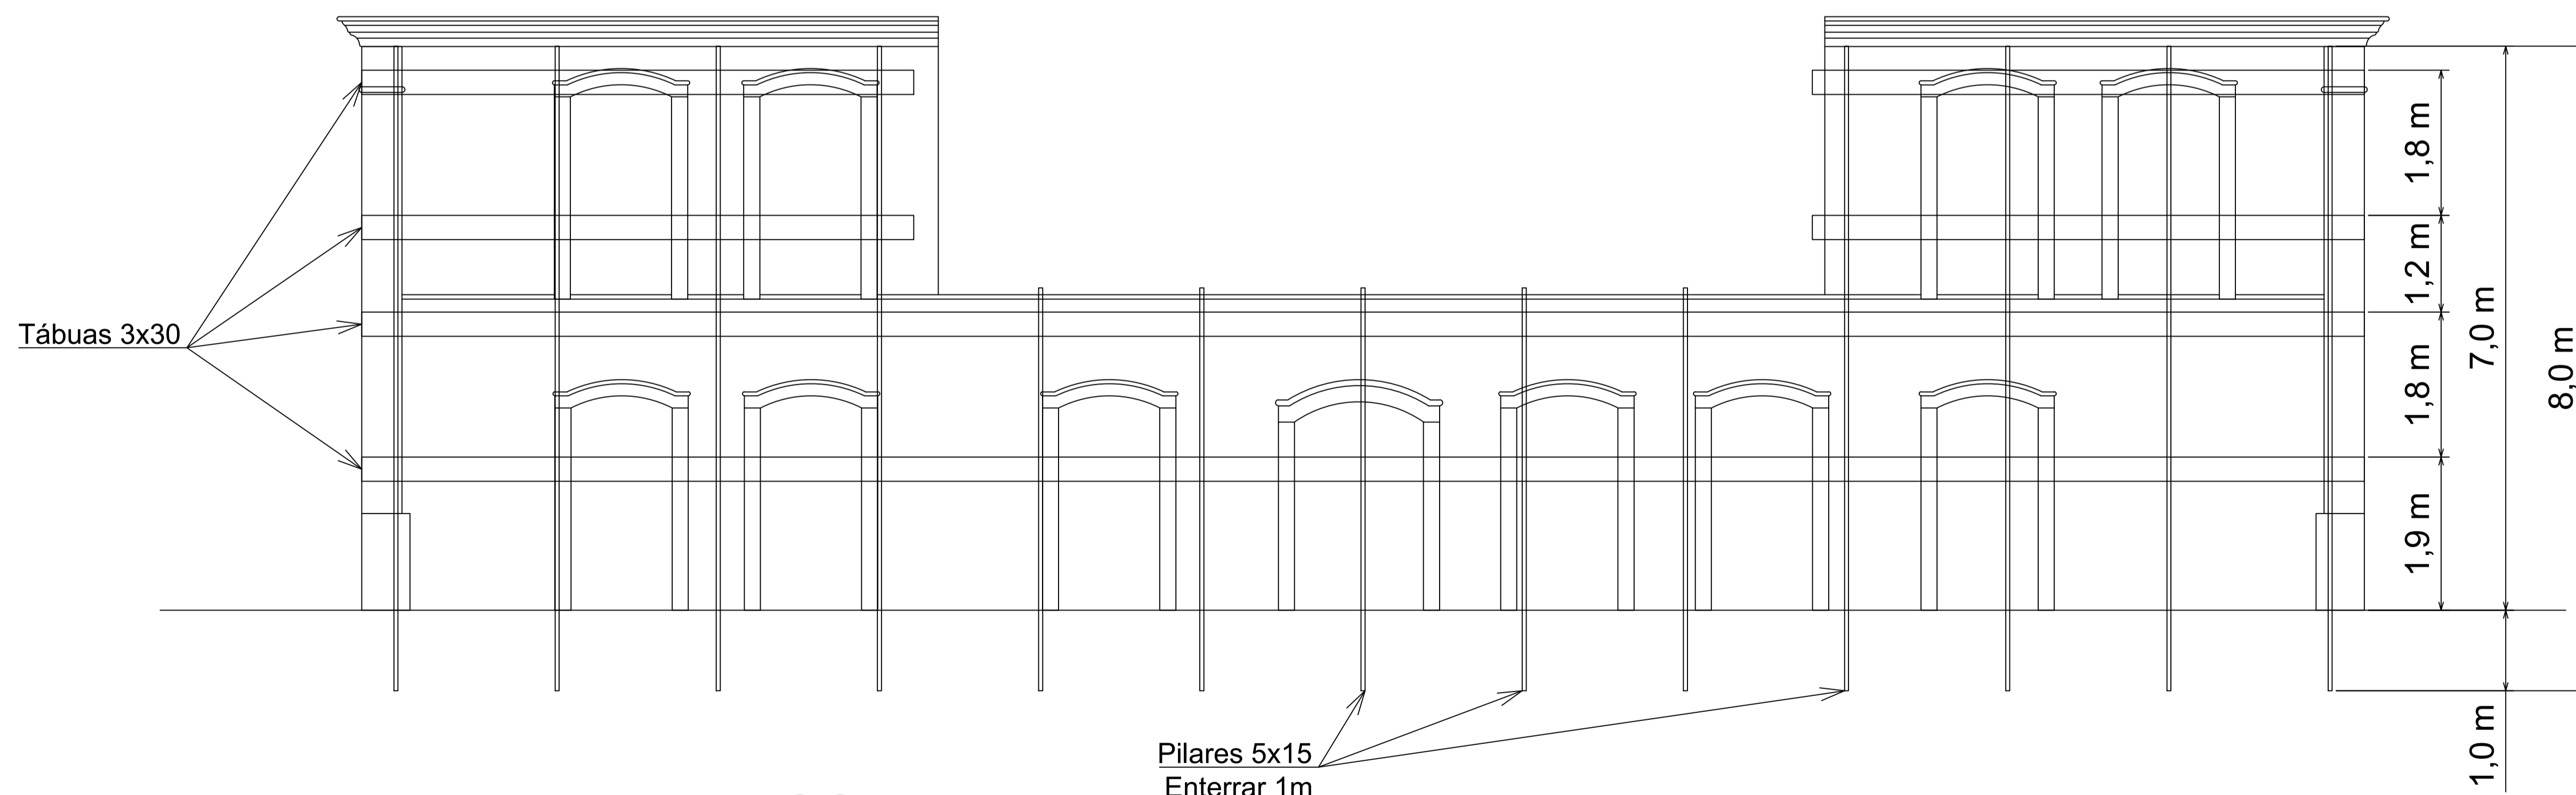 Tábuas 3x30
1,8 m
1,2 m
1,8 m
1,9 m
7,0 m
8,0 m
1,0 m
Pilares 5x15
Enterrar 1m